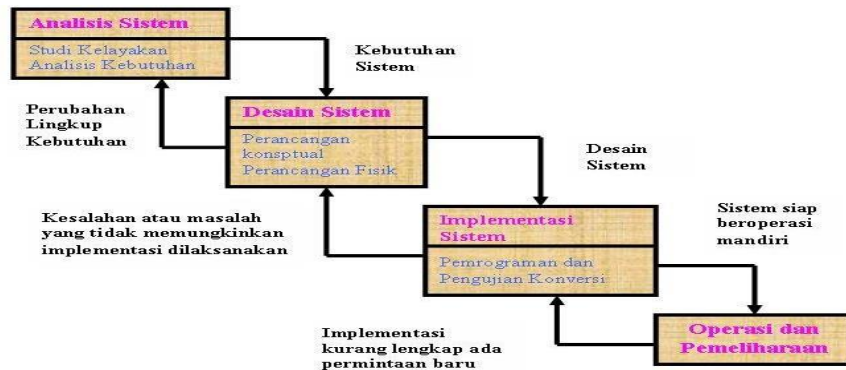 Analisis Sistem
Studi Kelayakan
Analisis Kebutuhan
Kebutuhan
Sistem
Perubahan
Lingkup
Kebutuhan
Desain Sistem
Perancangan
konsptual
Perancangan Fisik
Desain
Sistem
Kesalahan atau masalah
yang tidak memungkinkan
implementasi dilaksanakan
Implementasi
Sistem
Pemrograman dan
Pengujian Konversi
Sistem siap
beroperasi
mandiri
Implementasi
kurang lengkap ada
permintaan baru
Operasi dan
Pemeliharaan